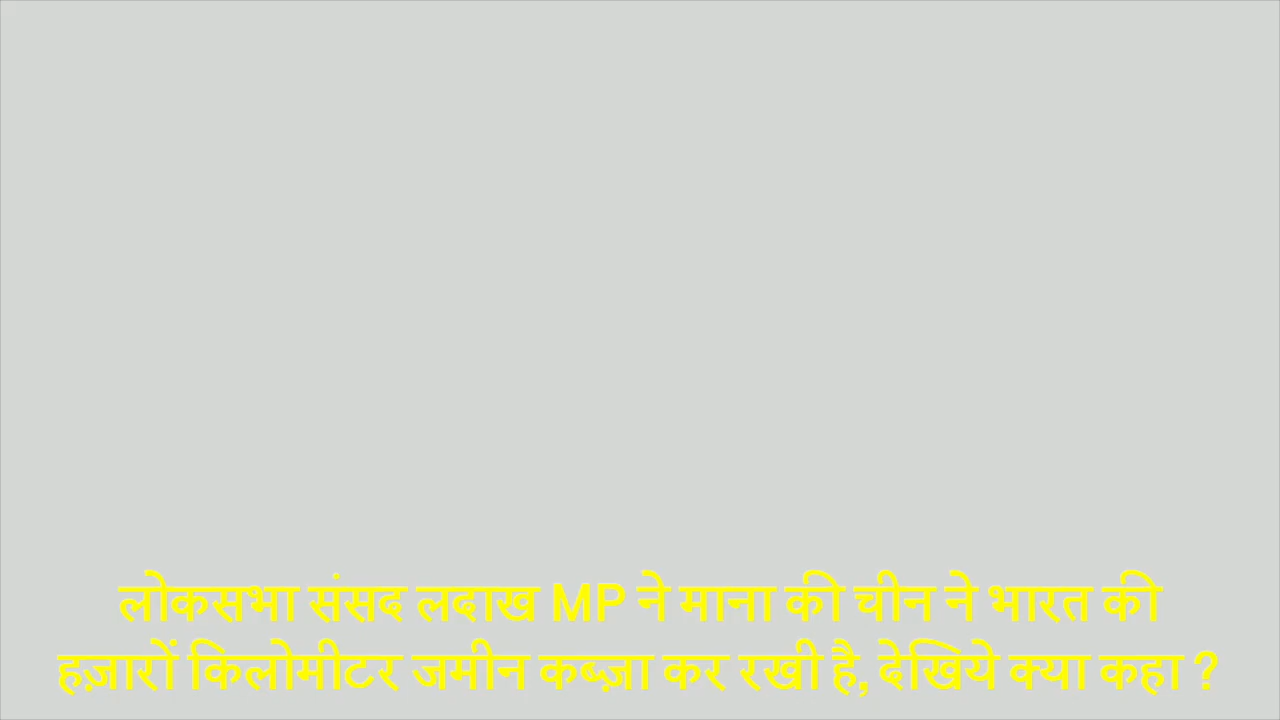 लोकसभा संसद लदाख MP ने माना की चीन ने भारत की
हज़ारों किलोमीटर जमीन कब्ज़ा कर रखी है, देखिये क्या कहा ?